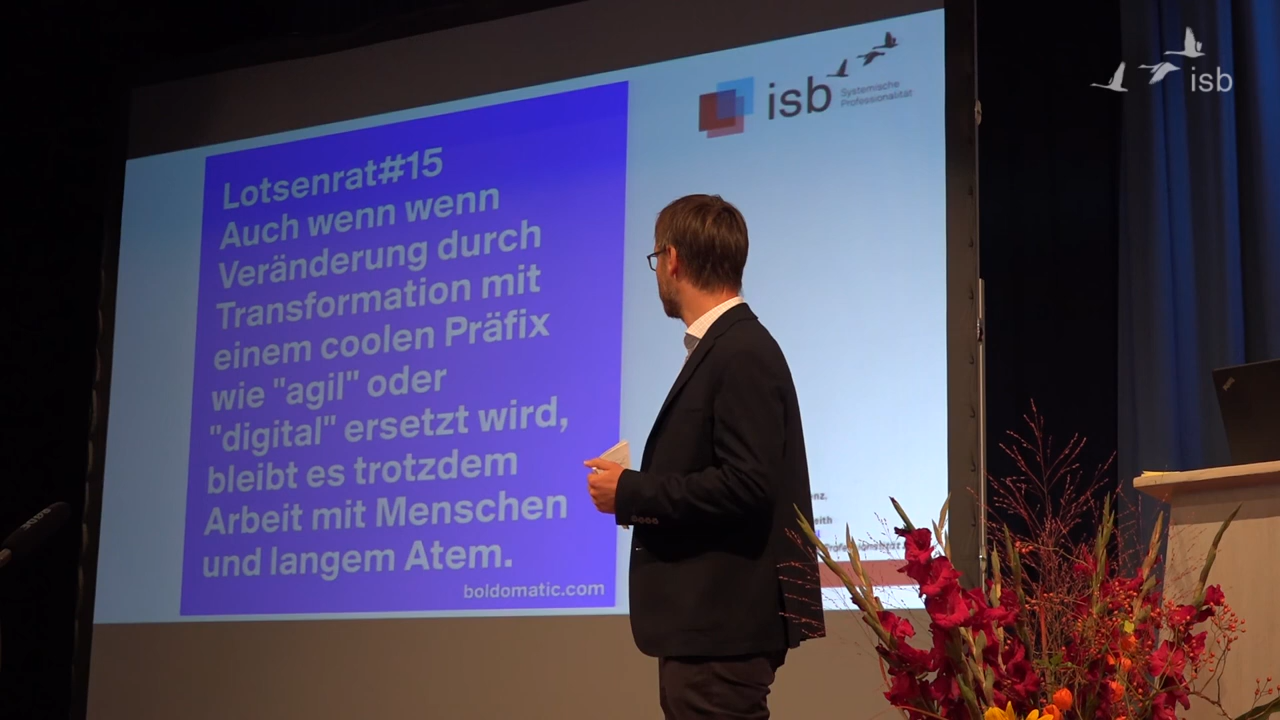 Lotsenrat#15
Auch wenn wenn
Veränderung durch
Transformation mit
einem coolen Präfix
wie "agil" oder
"digital" ersetzt wird,
bleibt es trotzdem
Arbeit mit Menschen
und langem Atem.
boldomatic.com
isb
Systemische
Professionalität
isb